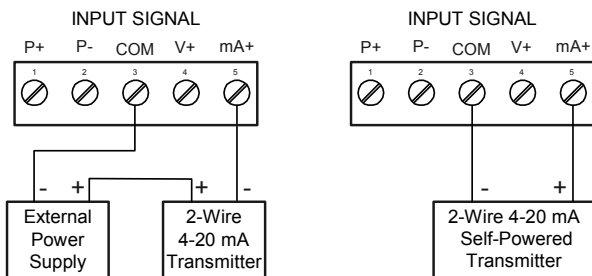 INPUT SIGNAL
P+ P- COM V+ mA+
1 2 3 4 5
- + + -
External
Power
Supply
2-Wire
4-20 mA
Transmitter
INPUT SIGNAL
P+ P- COM V+ mA+
1 2 3 4 5
- +
2-Wire 4-20 mA
Self-Powered
Transmitter